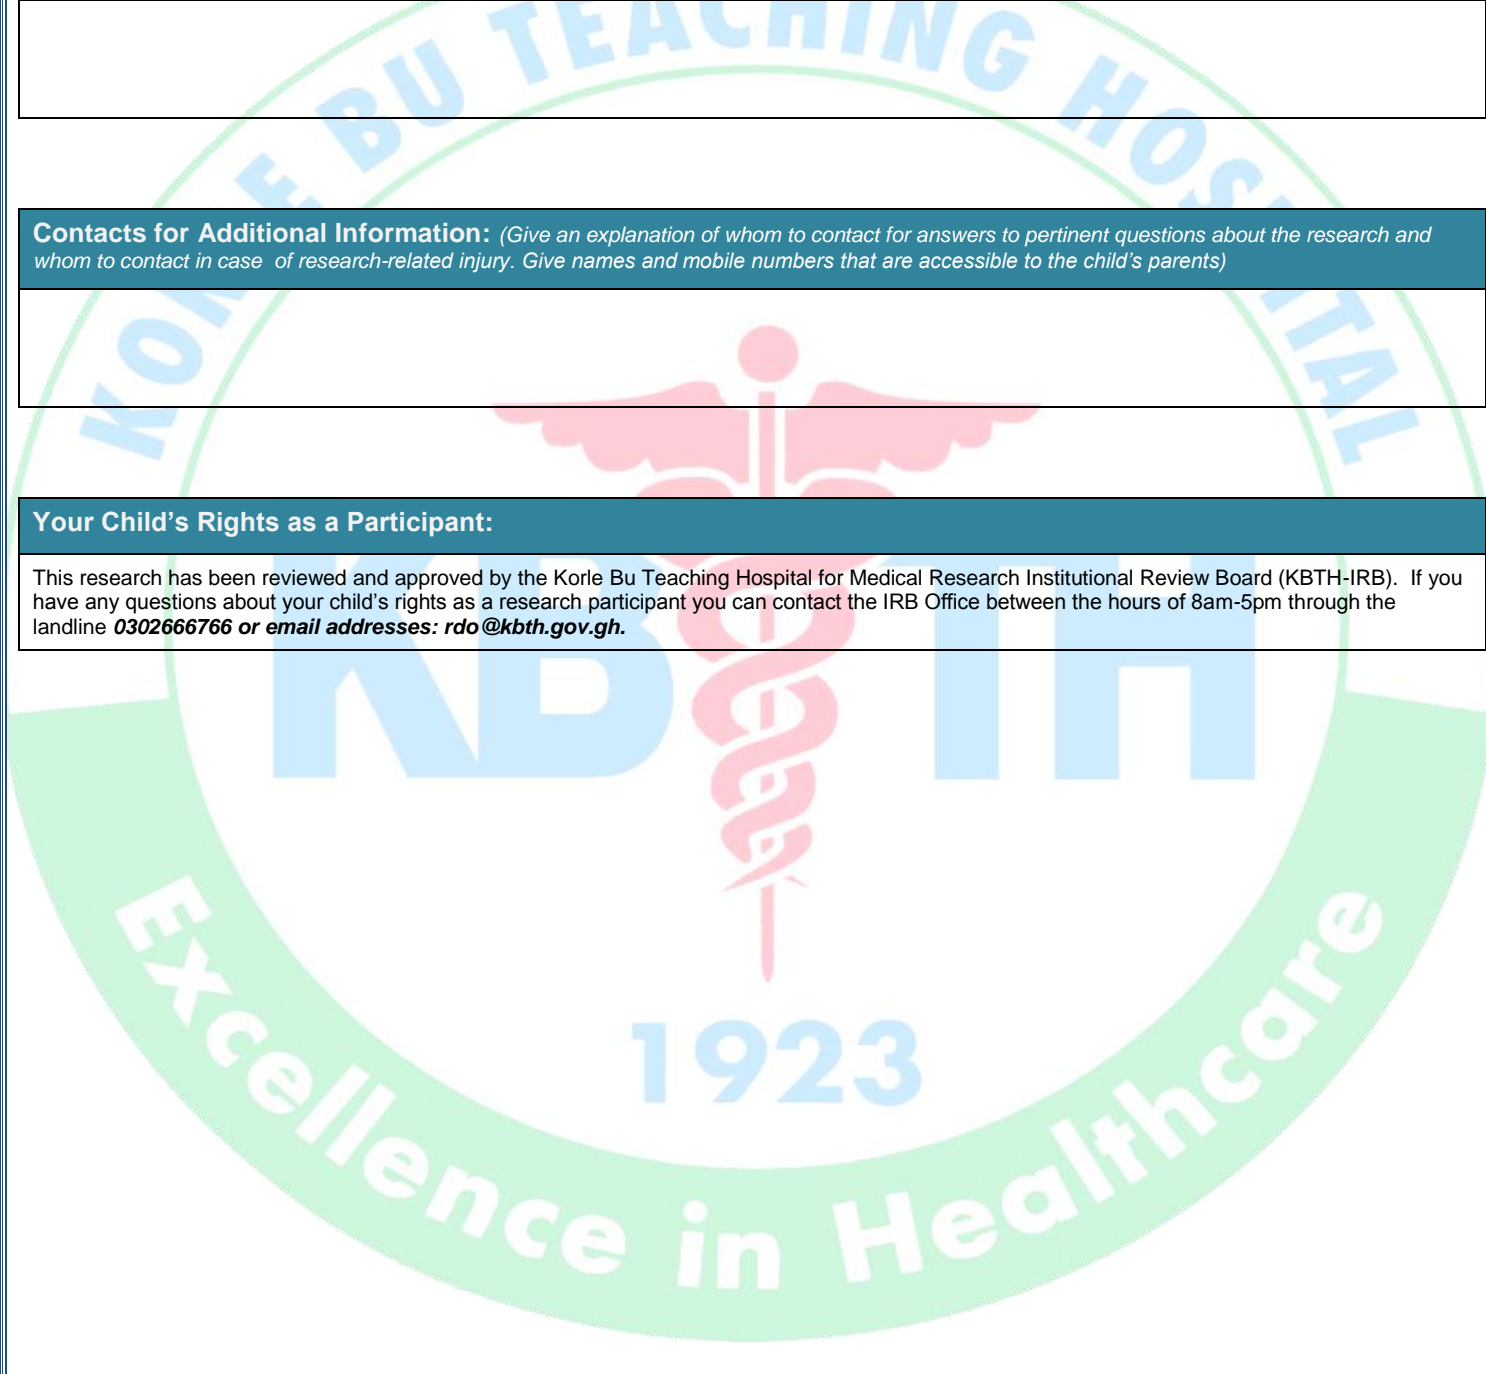 KORLE BU TEACHING HOSPITAL
Contacts for Additional Information: (Give an explanation of whom to contact for answers to pertinent questions about the research and
whom to contact in case of research-related injury. Give names and mobile numbers that are accessible to the child's parents)
Your Child's Rights as a Participant:
This research has been reviewed and approved by the Korle Bu Teaching Hospital for Medical Research Institutional Review Board (KBTH-IRB). If you
have any questions about your child's rights as a research participant you can contact the IRB Office between the hours of 8am-5pm through the
landline 0302666766 or email addresses: rdo@kbth.gov.gh.
KB TH
1923
Excellence in Healthcare